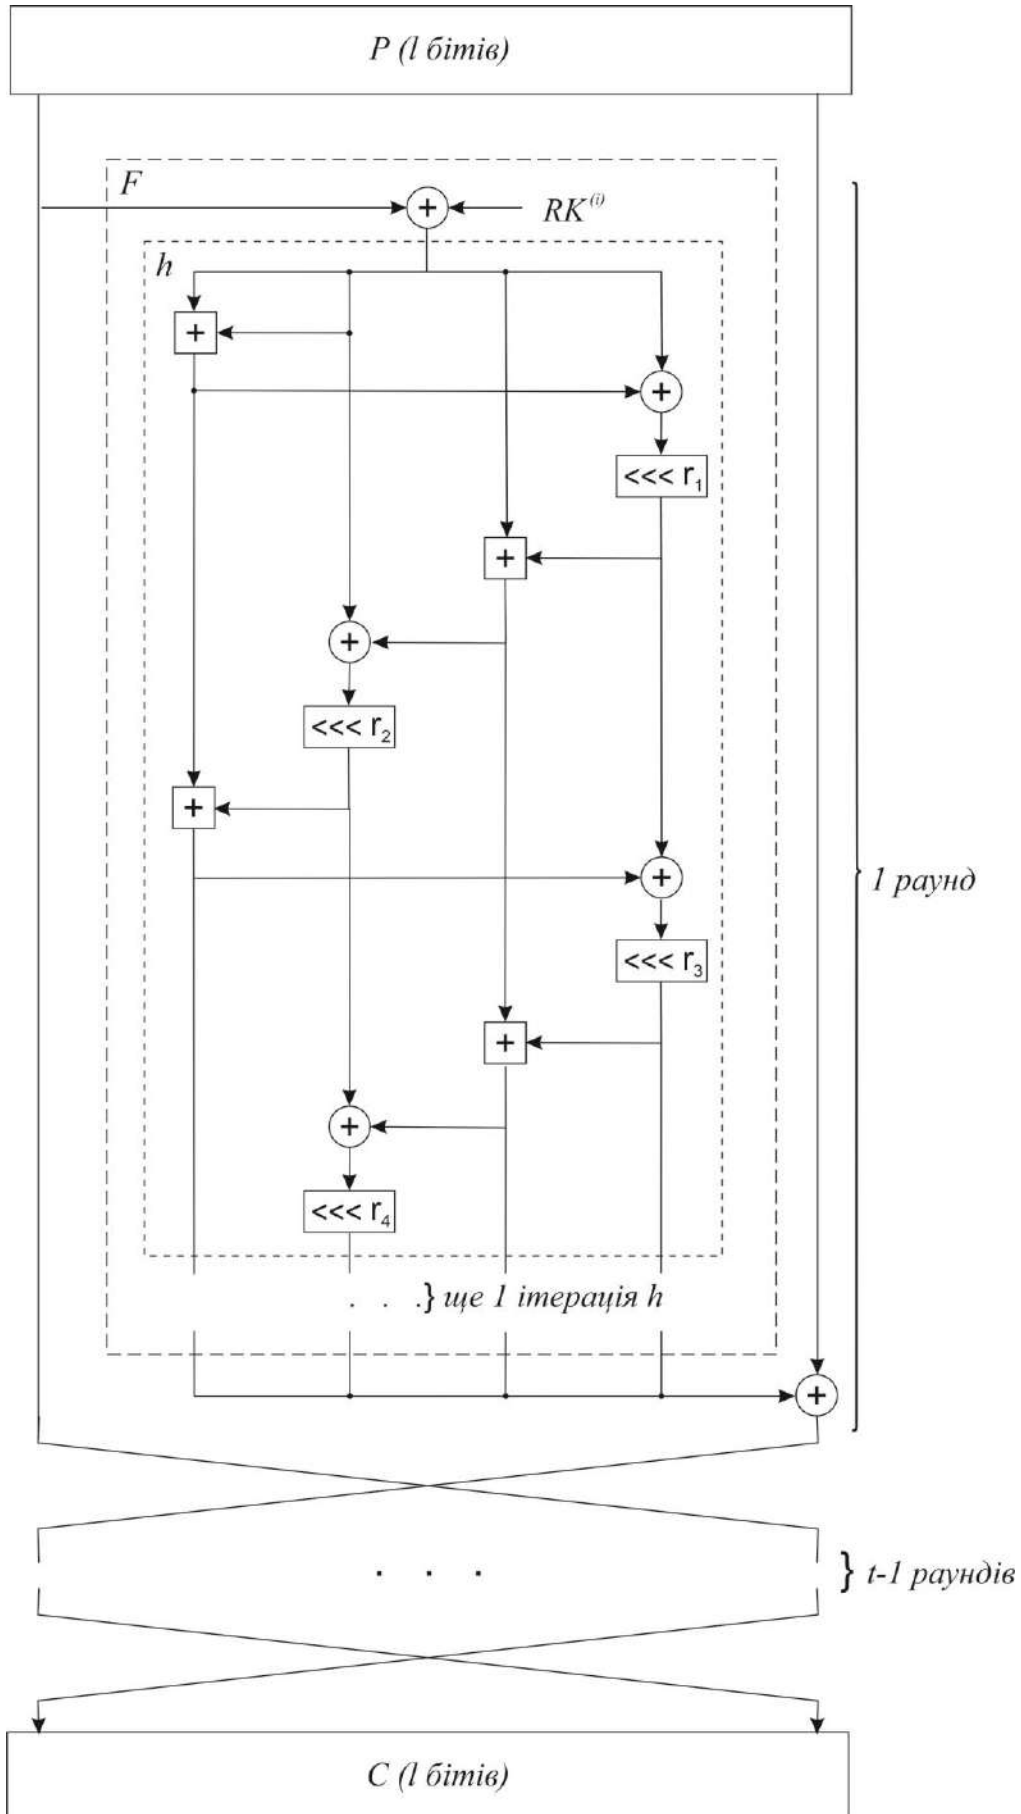 P (l бітів)
F
+
RK⁽ⁱ⁾
h
+
+
<<< r₁
+
+
<<< r₂
+
+
1 раунд
<<< r₃
+
+
<<< r₄
. . .} ще 1 ітерація h
+
. . . } t-1 раундів
C (l бітів)